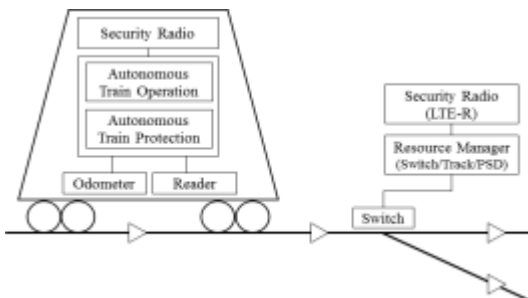 Security Radio
Autonomous
Train Operation
Autonomous
Train Protection
Odometer
Reader
Security Radio
(LTE-R)
Resource Manager
(Switch/Track/PSD)
Switch